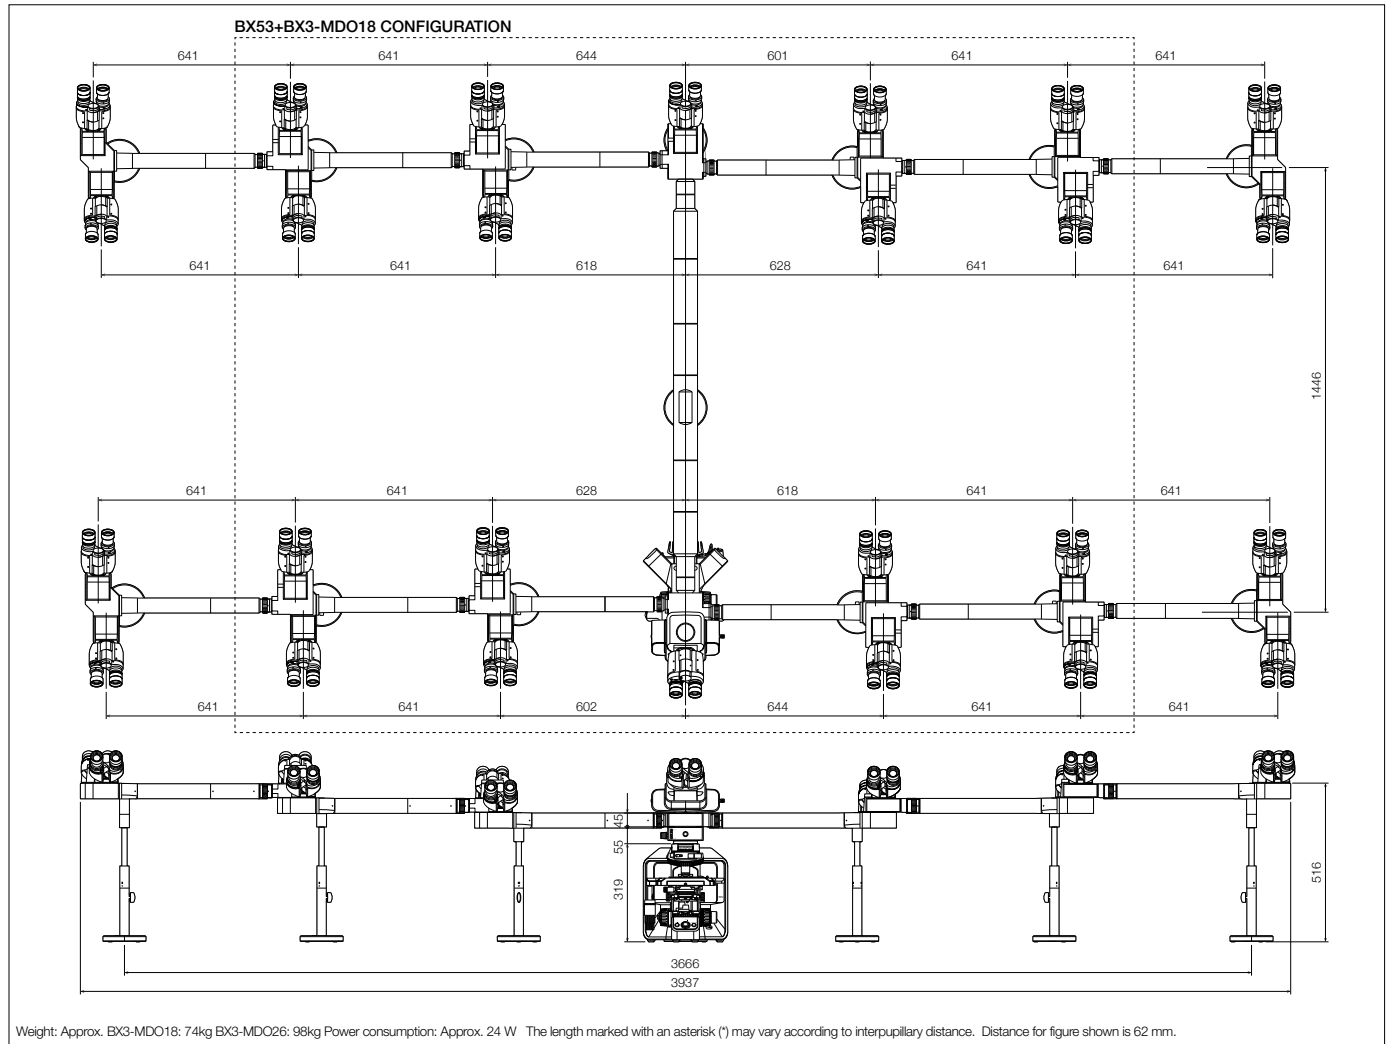 BX53+BX3-MDO18 CONFIGURATION
641 641 644 601 641 641
641 641 618 628 641 641
1446
641 641 628 618 641 641
641 641 602 644 641 641
45
55
319
516
3666
3937
Weight: Approx. BX3-MDO18: 74kg BX3-MDO26: 98kg Power consumption: Approx. 24 W The length marked with an asterisk (*) may vary according to interpupillary distance. Distance for figure shown is 62 mm.